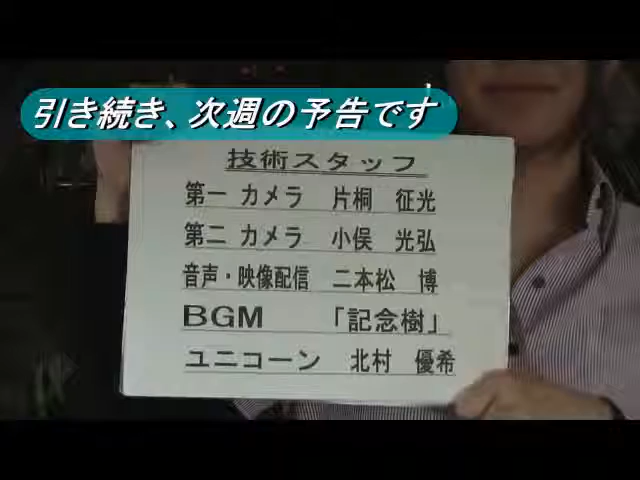 引き続き、次週の予告です
技術スタッフ
第一 カメラ 片桐 征光
第二 カメラ 小俣 光弘
音声・映像配信 二本松 博
BGM 「記念樹」
ユニコーン 北村 優希